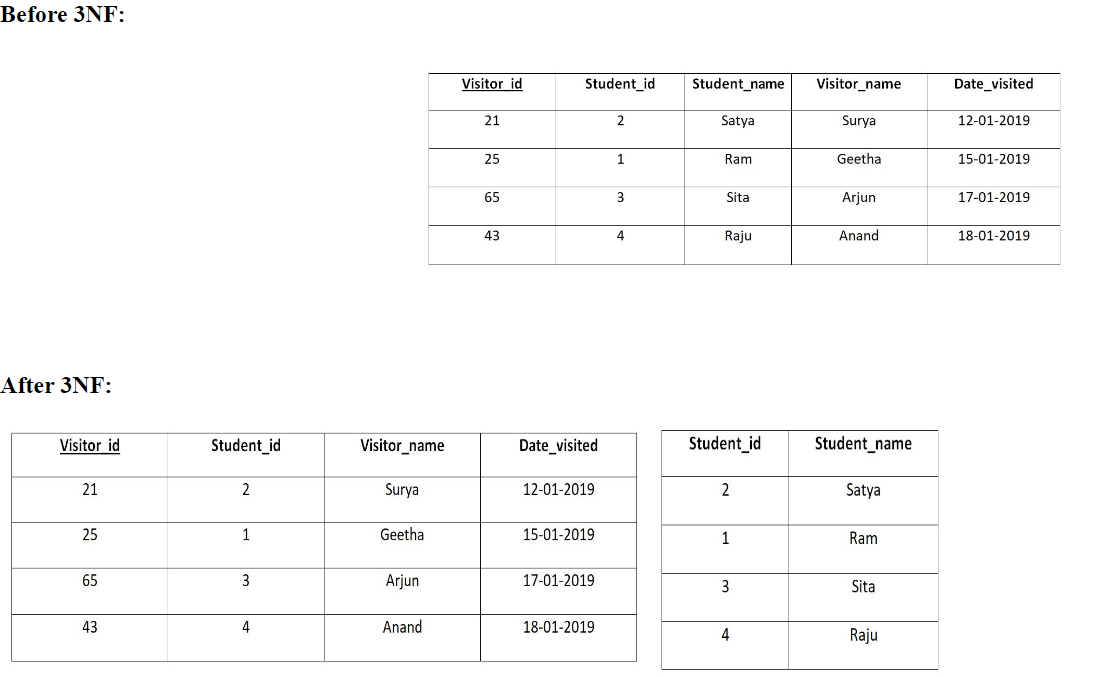 Before 3NF:
Visitor_id Student_id Student_name Visitor_name Date_visited
21 2 Satya Surya 12-01-2019
25 1 Ram Geetha 15-01-2019
65 3 Sita Arjun 17-01-2019
43 4 Raju Anand 18-01-2019
After 3NF:
Visitor_id Student_id Visitor_name Date_visited
21 2 Surya 12-01-2019
25 1 Geetha 15-01-2019
65 3 Arjun 17-01-2019
43 4 Anand 18-01-2019
Student_id Student_name
2 Satya
1 Ram
3 Sita
4 Raju